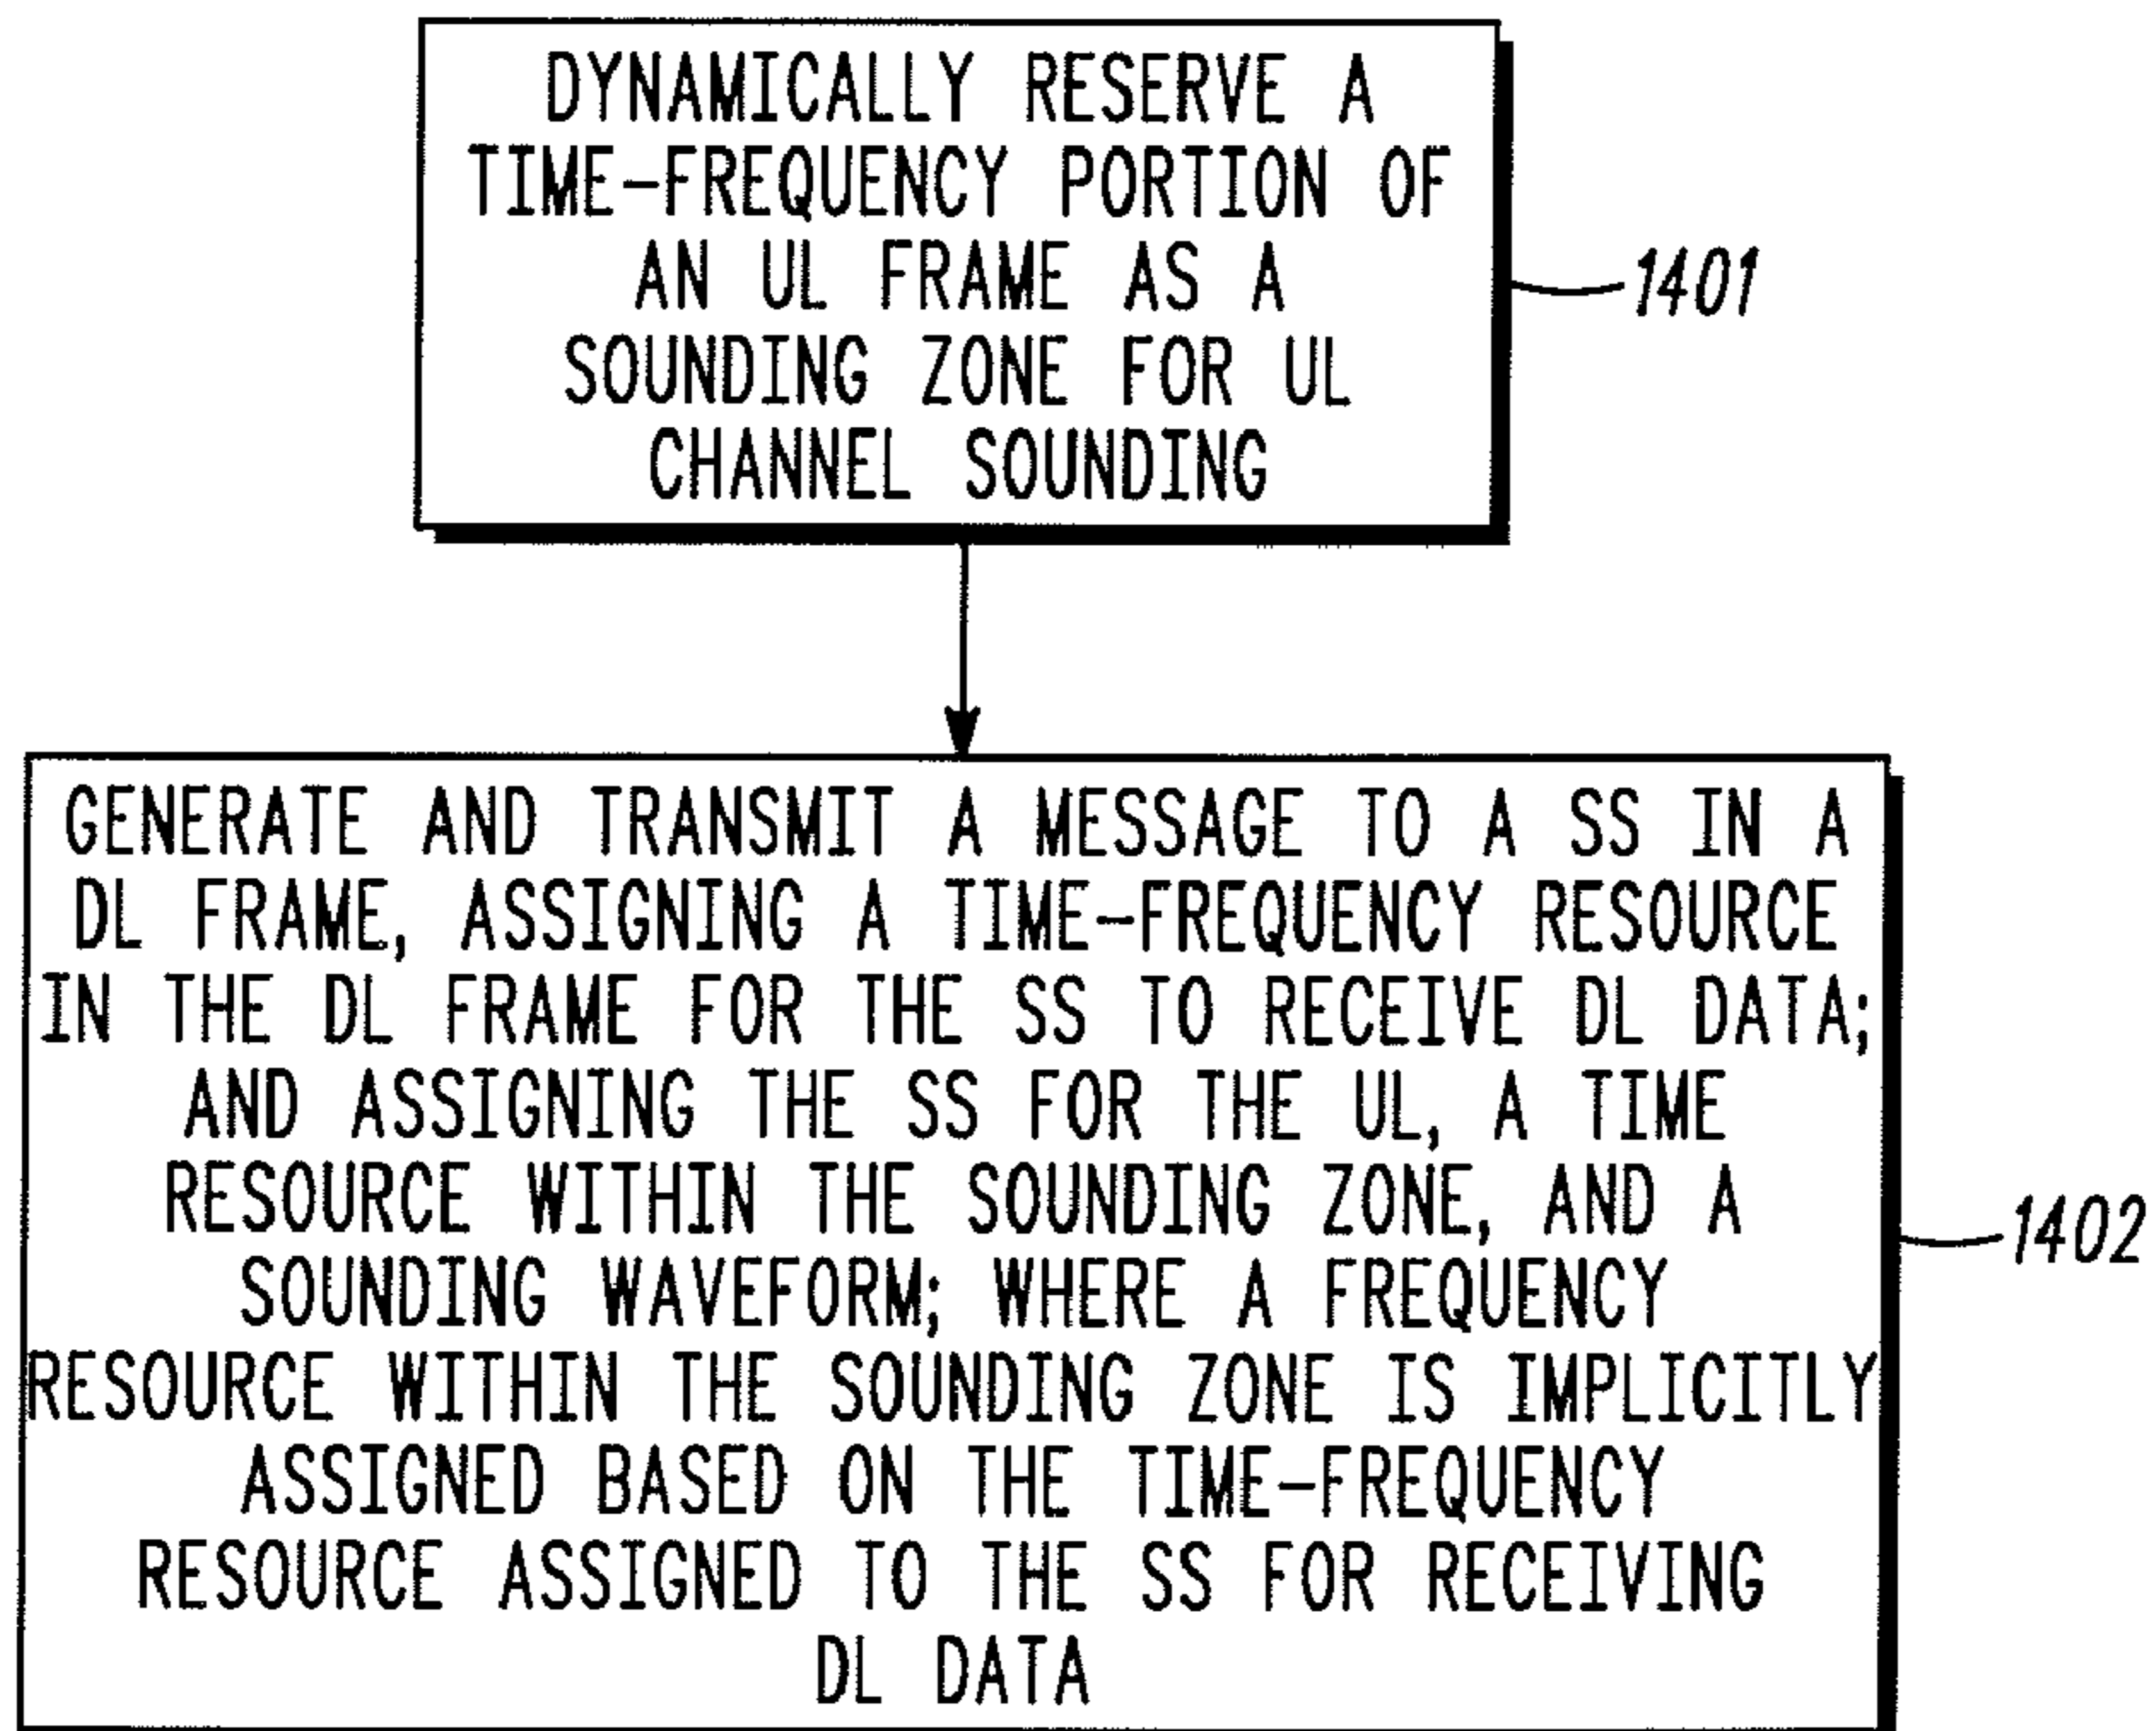 DYNAMICALLY RESERVE A
TIME-FREQUENCY PORTION OF
AN UL FRAME AS A
SOUNDING ZONE FOR UL
CHANNEL SOUNDING
1401
GENERATE AND TRANSMIT A MESSAGE TO A SS IN A
DL FRAME, ASSIGNING A TIME-FREQUENCY RESOURCE
IN THE DL FRAME FOR THE SS TO RECEIVE DL DATA;
AND ASSIGNING THE SS FOR THE UL, A TIME
RESOURCE WITHIN THE SOUNDING ZONE, AND A
SOUNDING WAVEFORM; WHERE A FREQUENCY
RESOURCE WITHIN THE SOUNDING ZONE IS IMPLICITLY
ASSIGNED BASED ON THE TIME-FREQUENCY
RESOURCE ASSIGNED TO THE SS FOR RECEIVING
DL DATA
1402